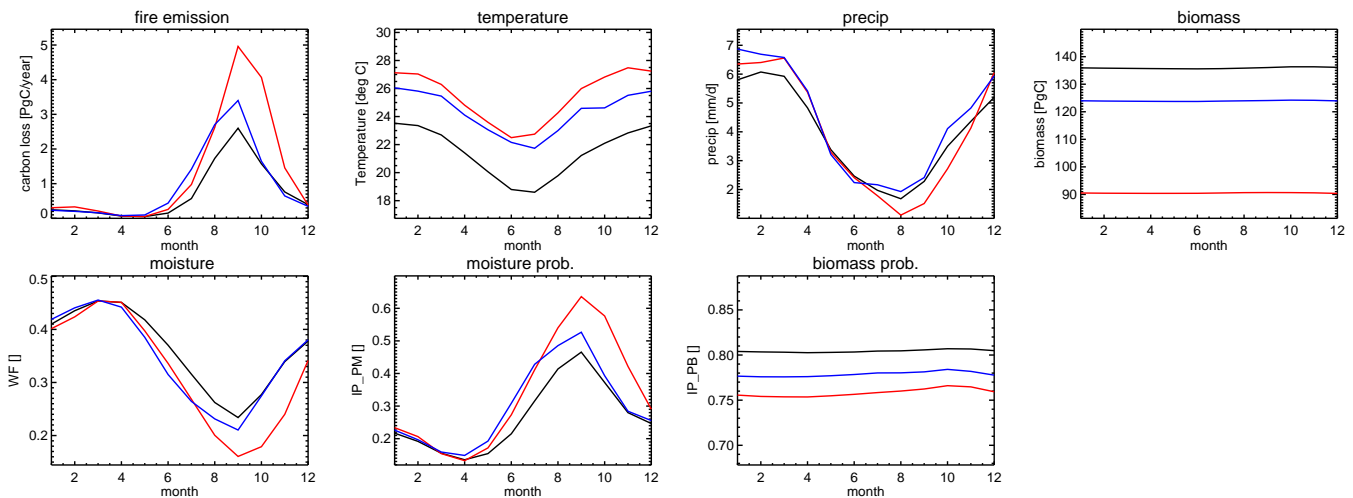 fire emission
carbon loss [PgC/year]
5
4
3
2
1
0
2 4 6 8 10 12
month
temperature
Temperature [deg C]
30
28
26
24
22
20
18
2 4 6 8 10 12
month
precip
precip [mm/d]
7
6
5
4
3
2
2 4 6 8 10 12
month
biomass
biomass [PgC]
140
130
120
110
100
90
2 4 6 8 10 12
month
moisture
WF []
0.5
0.4
0.3
0.2
2 4 6 8 10 12
month
moisture prob.
IP_PM []
0.6
0.5
0.4
0.3
0.2
2 4 6 8 10 12
month
biomass prob.
IP_PB []
0.85
0.80
0.75
0.70
2 4 6 8 10 12
month